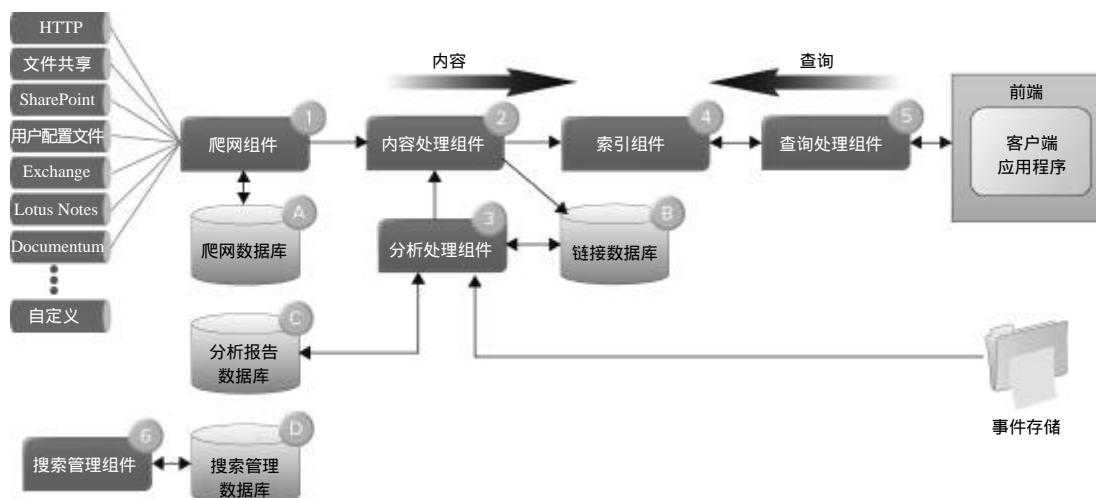 HTTP
文件共享
SharePoint
用户配置文件
Exchange
Lotus Notes
Documentum
自定义
内容
查询
爬网组件
1
内容处理组件
2
索引组件
4
查询处理组件
5
前端
客户端
应用程序
爬网数据库
A
分析处理组件
3
链接数据库
B
分析报告
数据库
C
事件存储
搜索管理组件
6
搜索管理
数据库
D